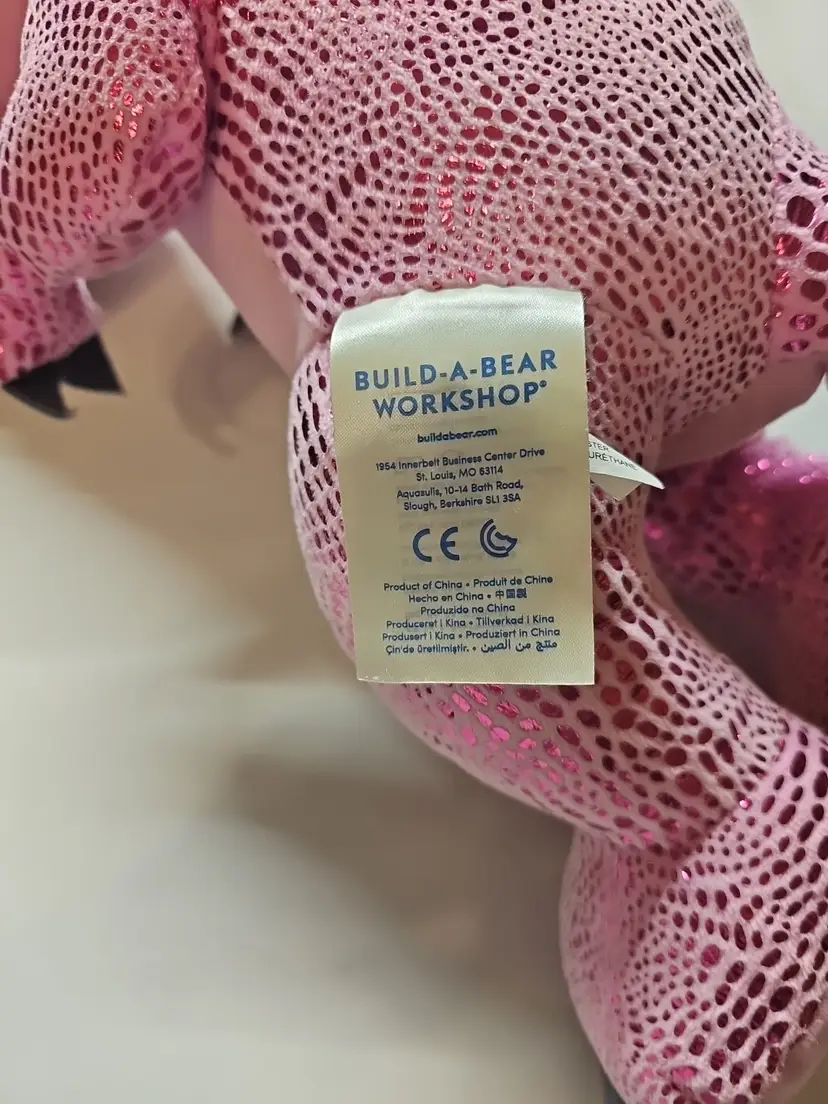 BUILD-A-BEAR
WORKSHOP®
buildabear.com
1954 Innerbelt Business Center Drive
St. Louis, MO 63114
Aquasulis, 10-14 Bath Road,
Slough, Berkshire SL1 3SA
CE
Product of China • Produit de Chine
Hecho en China • 中国製
Produzido na China
Produceret i Kina • Tillverkad i Kina
Produsert i Kina • Produziert in China
Çin'de üretilmiştir. • منتج من الصين
STER
URETHANE